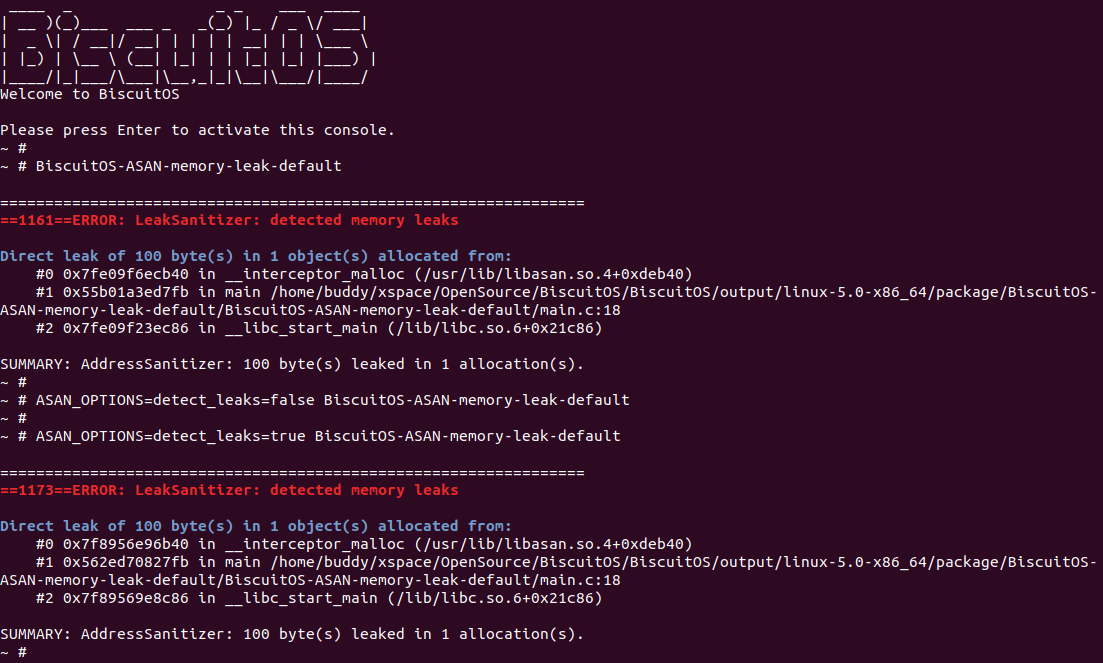 ____  _                _ _    ___  ____
| __ )(_)___  ___ _   _(_) |_ / _ \/ ___|
|  _ \| / __|/ __| | | | | __| | | \___ \
| |_) | \__ \ (__| |_| | | |_| |_| |___) |
|____/|_|___/\___|\__,_|_|\__|\___/|____/
Welcome to BiscuitOS
Please press Enter to activate this console.
~ #
~ # BiscuitOS-ASAN-memory-leak-default
=================================================================
==1161==ERROR: LeakSanitizer: detected memory leaks
Direct leak of 100 byte(s) in 1 object(s) allocated from:
    #0 0x7fe09f6ecb40 in __interceptor_malloc (/usr/lib/libasan.so.4+0xdeb40)
    #1 0x55b01a3ed7fb in main /home/buddy/xspace/OpenSource/BiscuitOS/BiscuitOS/output/linux-5.0-x86_64/package/BiscuitOS-
ASAN-memory-leak-default/BiscuitOS-ASAN-memory-leak-default/main.c:18
    #2 0x7fe09f23ec86 in __libc_start_main (/lib/libc.so.6+0x21c86)
SUMMARY: AddressSanitizer: 100 byte(s) leaked in 1 allocation(s).
~ #
~ # ASAN_OPTIONS=detect_leaks=false BiscuitOS-ASAN-memory-leak-default
~ #
~ # ASAN_OPTIONS=detect_leaks=true BiscuitOS-ASAN-memory-leak-default
=================================================================
==1173==ERROR: LeakSanitizer: detected memory leaks
Direct leak of 100 byte(s) in 1 object(s) allocated from:
    #0 0x7f8956e96b40 in __interceptor_malloc (/usr/lib/libasan.so.4+0xdeb40)
    #1 0x562ed70827fb in main /home/buddy/xspace/OpenSource/BiscuitOS/BiscuitOS/output/linux-5.0-x86_64/package/BiscuitOS-
ASAN-memory-leak-default/BiscuitOS-ASAN-memory-leak-default/main.c:18
    #2 0x7f89569e8c86 in __libc_start_main (/lib/libc.so.6+0x21c86)
SUMMARY: AddressSanitizer: 100 byte(s) leaked in 1 allocation(s).
~ #